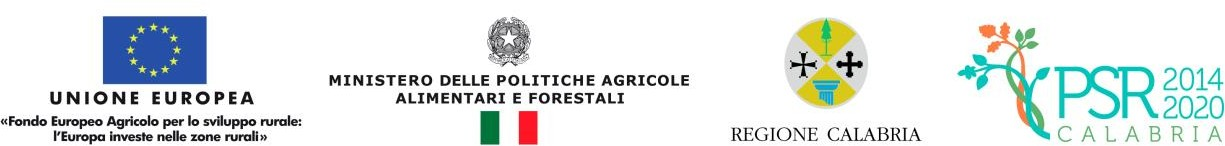 UNIONE EUROPEA
«Fondo Europeo Agricolo per lo sviluppo rurale:
l'Europa investe nelle zone rurali»
MINISTERO DELLE POLITICHE AGRICOLE
ALIMENTARI E FORESTALI
REGIONE CALABRIA
PSR 2014
2020
CALABRIA